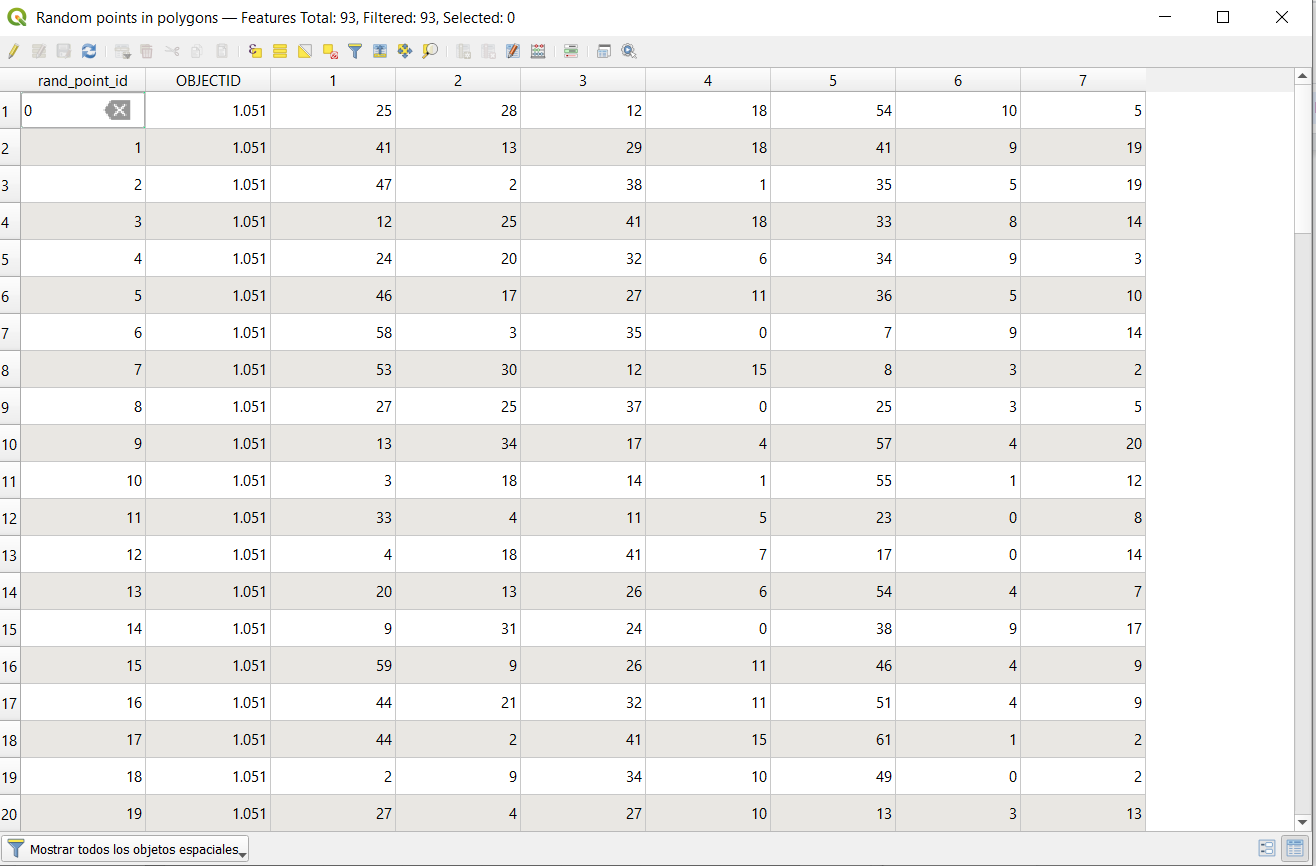 Random points in polygons — Features Total: 93, Filtered: 93, Selected: 0
rand_point_id OBJECTID 1 2 3 4 5 6 7
1 0 1.051 25 28 12 18 54 10 5
2 1 1.051 41 13 29 18 41 9 19
3 2 1.051 47 2 38 1 35 5 19
4 3 1.051 12 25 41 18 33 8 14
5 4 1.051 24 20 32 6 34 9 3
6 5 1.051 46 17 27 11 36 5 10
7 6 1.051 58 3 35 0 7 9 14
8 7 1.051 53 30 12 15 8 3 2
9 8 1.051 27 25 37 0 25 3 5
10 9 1.051 13 34 17 4 57 4 20
11 10 1.051 3 18 14 1 55 1 12
12 11 1.051 33 4 11 5 23 0 8
13 12 1.051 4 18 41 7 17 0 14
14 13 1.051 20 13 26 6 54 4 7
15 14 1.051 9 31 24 0 38 9 17
16 15 1.051 59 9 26 11 46 4 9
17 16 1.051 44 21 32 11 51 4 9
18 17 1.051 44 2 41 15 61 1 2
19 18 1.051 2 9 34 10 49 0 2
20 19 1.051 27 4 27 10 13 3 13
Mostrar todos los objetos espaciales